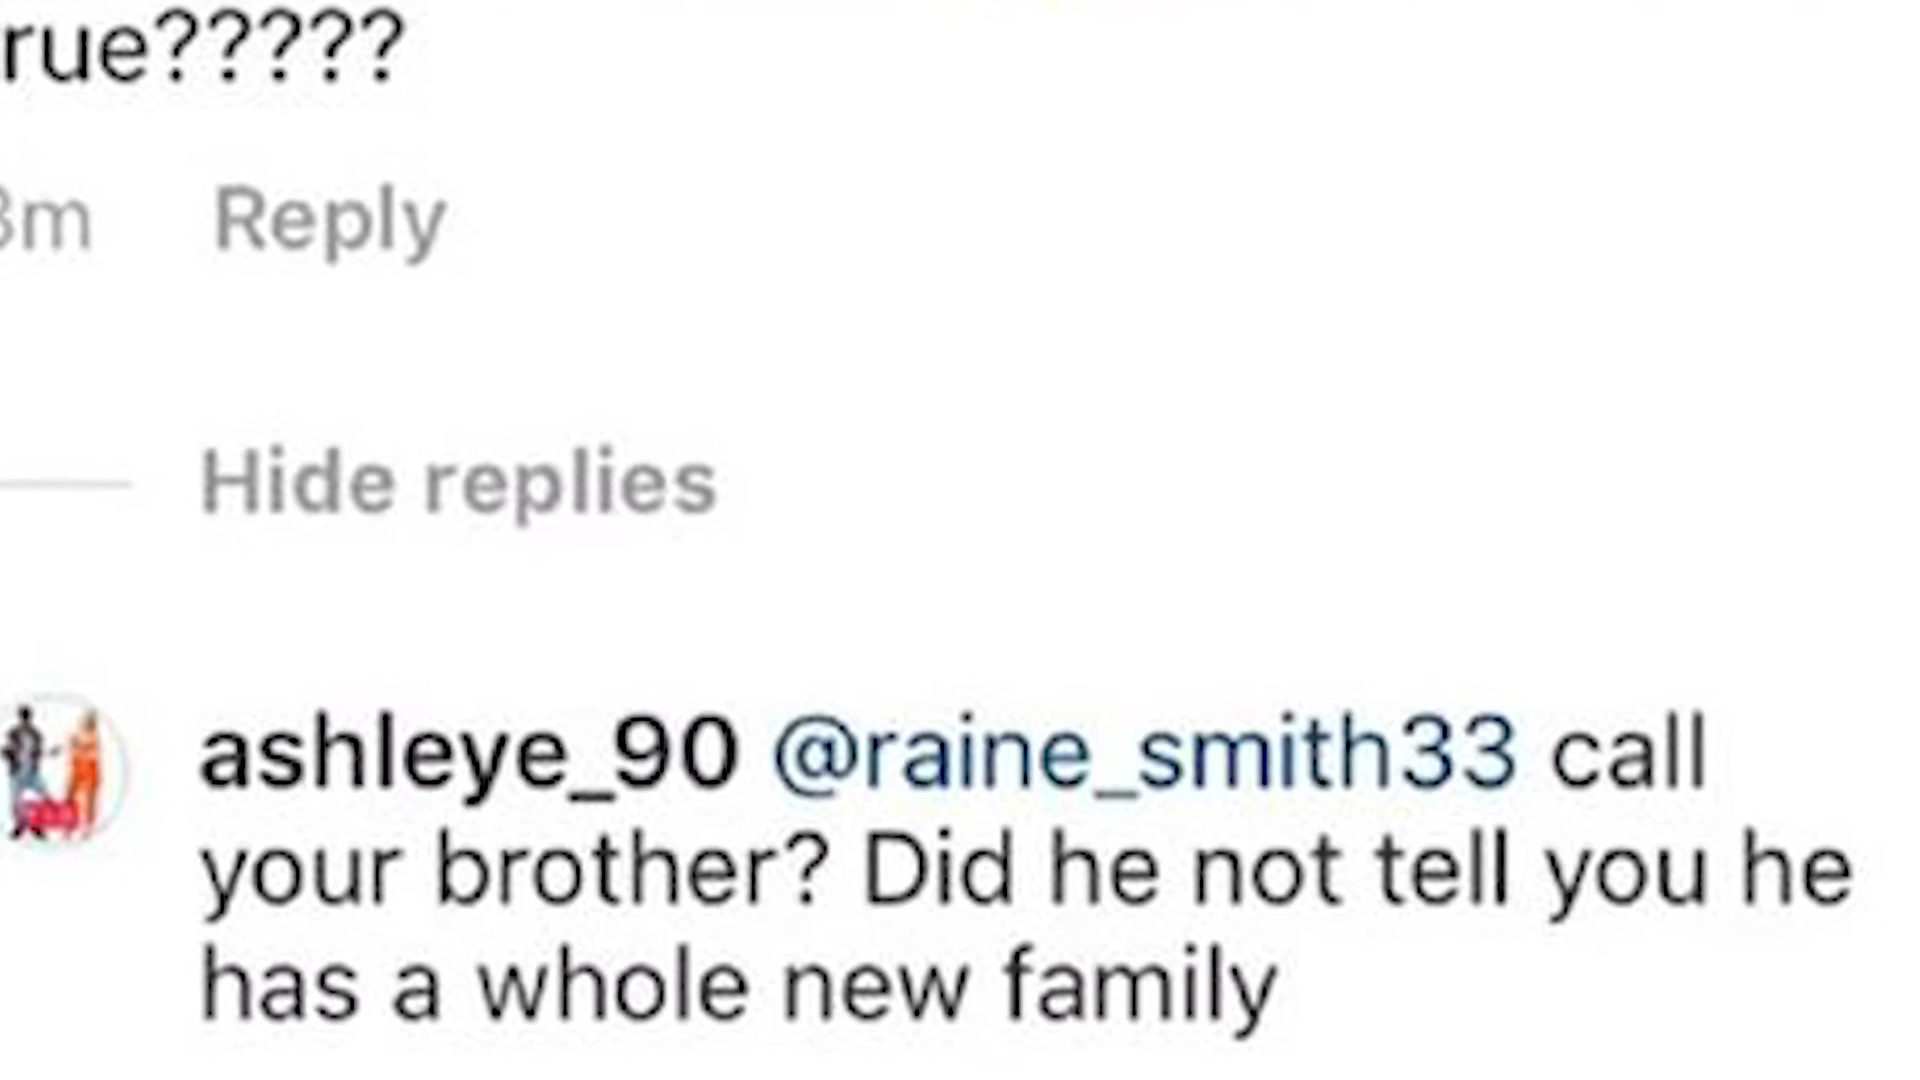 rue?????
3m Reply
Hide replies
ashleye_90 @raine_smith33 call
your brother? Did he not tell you he
has a whole new family